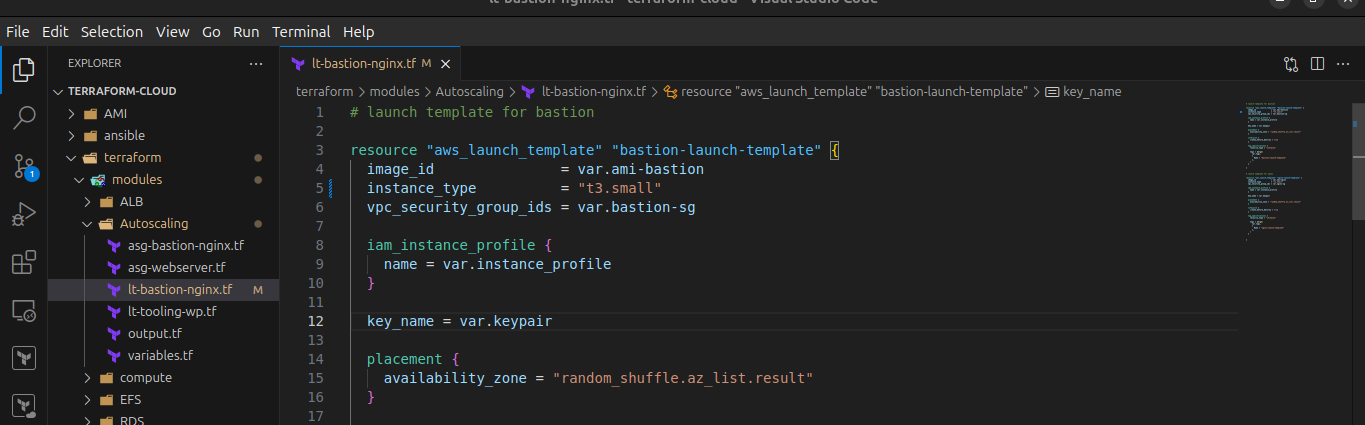 lt-bastion-nginx.tf - terraform-cloud - Visual Studio Code
File Edit Selection View Go Run Terminal Help
EXPLORER ...
lt-bastion-nginx.tf M
TERRAFORM-CLOUD
terraform > modules > Autoscaling > lt-bastion-nginx.tf > resource "aws_launch_template" "bastion-launch-template" > key_name
AMI
ansible
terraform
modules
ALB
Autoscaling
asg-bastion-nginx.tf
asg-webserver.tf
lt-bastion-nginx.tf M
lt-tooling-wp.tf
output.tf
variables.tf
compute
EFS
RDS
1
1 # launch template for bastion
2
3 resource "aws_launch_template" "bastion-launch-template" {
4 image_id = var.ami-bastion
5 instance_type = "t3.small"
6 vpc_security_group_ids = var.bastion-sg
7
8 iam_instance_profile {
9 name = var.instance_profile
10 }
11
12 key_name = var.keypair
13
14 placement {
15 availability_zone = "random_shuffle.az_list.result"
16 }
17